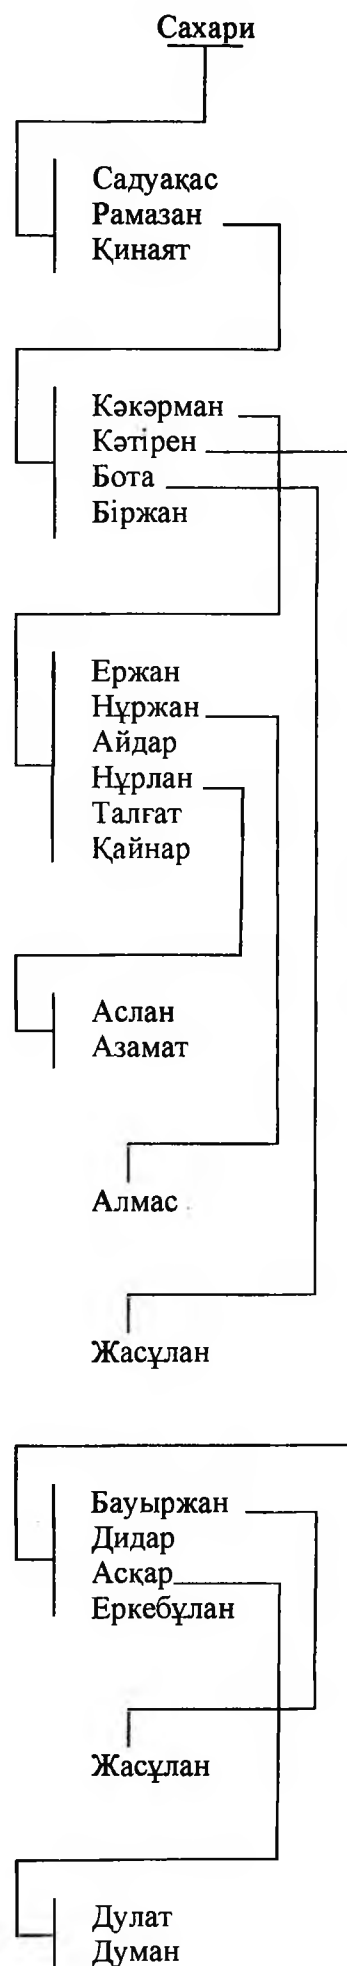 Сахари
Садуақас
Рамазан
Қинаят
Кәкәрман
Кәтірен
Бота
Біржан
Ержан
Нұржан
Айдар
Нұрлан
Талғат
Қайнар
Аслан
Азамат
Алмас
Жасұлан
Бауыржан
Дидар
Асқар
Еркебұлан
Жасұлан
Дулат
Думан